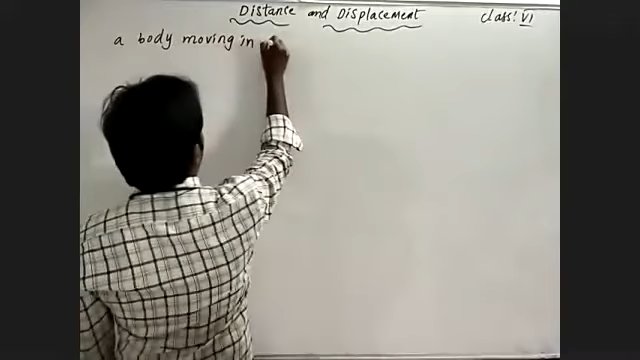 Distance and Displacement
Class: VI
a body moving in